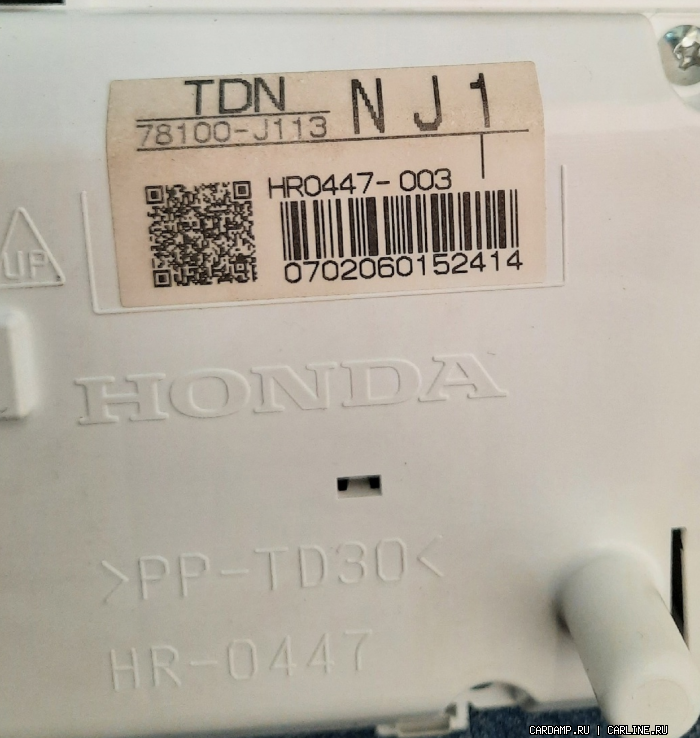 TDN
78100-J113
NJ1
HR0447-003
0702060152414
UP
HONDA
>PP-TD30<
HR-0447
CARDAMP.RU | CARLINE.RU